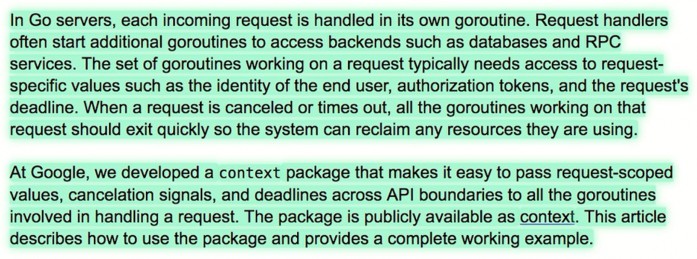 In Go servers, each incoming request is handled in its own goroutine. Request handlers
often start additional goroutines to access backends such as databases and RPC
services. The set of goroutines working on a request typically needs access to request-
specific values such as the identity of the end user, authorization tokens, and the request's
deadline. When a request is canceled or times out, all the goroutines working on that
request should exit quickly so the system can reclaim any resources they are using.
At Google, we developed a context package that makes it easy to pass request-scoped
values, cancelation signals, and deadlines across API boundaries to all the goroutines
involved in handling a request. The package is publicly available as context. This article
describes how to use the package and provides a complete working example.